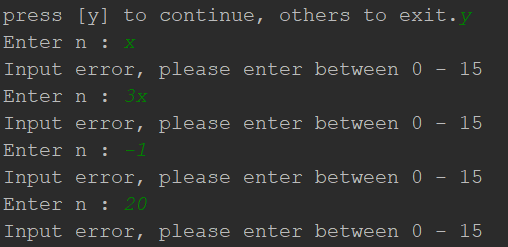 press [y] to continue, others to exit.y
Enter n : x
Input error, please enter between 0 - 15
Enter n : 3x
Input error, please enter between 0 - 15
Enter n : -1
Input error, please enter between 0 - 15
Enter n : 20
Input error, please enter between 0 - 15